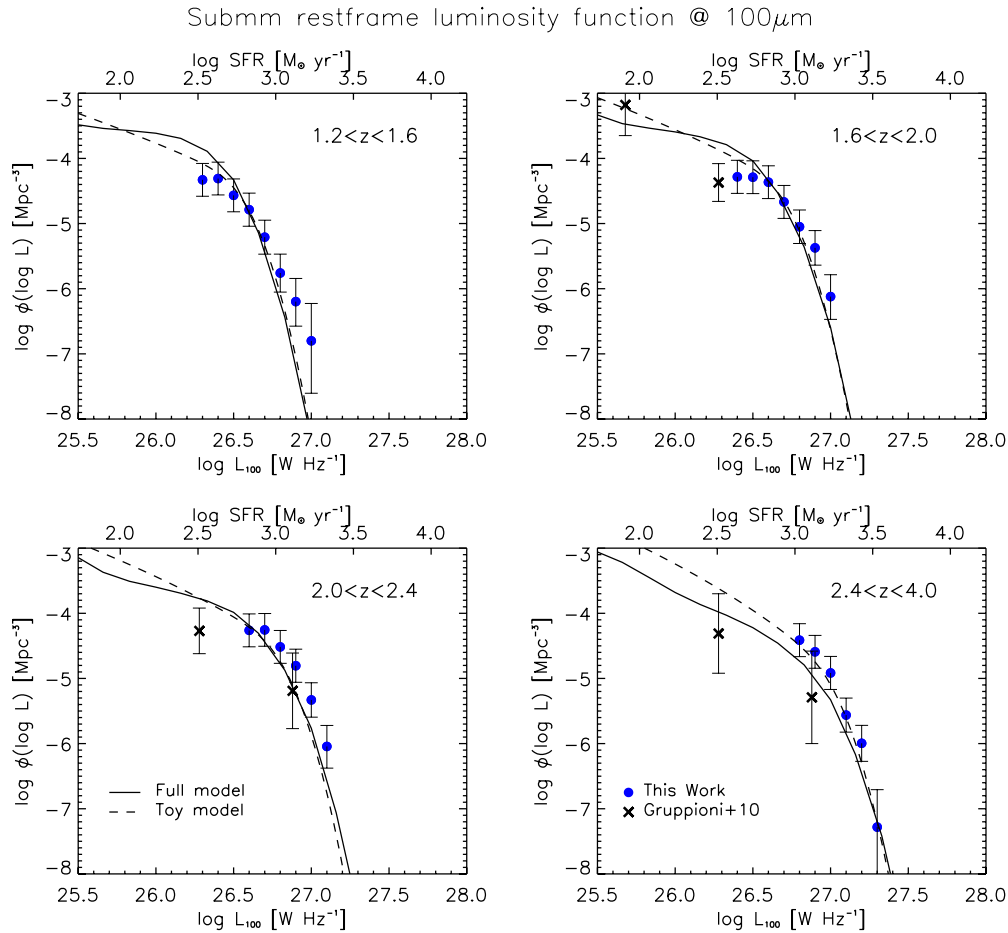 Submm restframe luminosity function @ 100μm
log SFR [M⊙ yr⁻¹]
2.0 2.5 3.0 3.5 4.0
log φ(log L) [Mpc⁻³]
-3
-4
-5
-6
-7
-8
1.2<z<1.6
25.5 26.0 26.5 27.0 27.5 28.0
log L₁₀₀ [W Hz⁻¹]
log SFR [M⊙ yr⁻¹]
2.0 2.5 3.0 3.5 4.0
log φ(log L) [Mpc⁻³]
-3
-4
-5
-6
-7
-8
1.6<z<2.0
25.5 26.0 26.5 27.0 27.5 28.0
log L₁₀₀ [W Hz⁻¹]
log SFR [M⊙ yr⁻¹]
2.0 2.5 3.0 3.5 4.0
log φ(log L) [Mpc⁻³]
-3
-4
-5
-6
-7
-8
2.0<z<2.4
Full model
Toy model
25.5 26.0 26.5 27.0 27.5 28.0
log L₁₀₀ [W Hz⁻¹]
log SFR [M⊙ yr⁻¹]
2.0 2.5 3.0 3.5 4.0
log φ(log L) [Mpc⁻³]
-3
-4
-5
-6
-7
-8
2.4<z<4.0
This Work
Gruppioni+10
25.5 26.0 26.5 27.0 27.5 28.0
log L₁₀₀ [W Hz⁻¹]